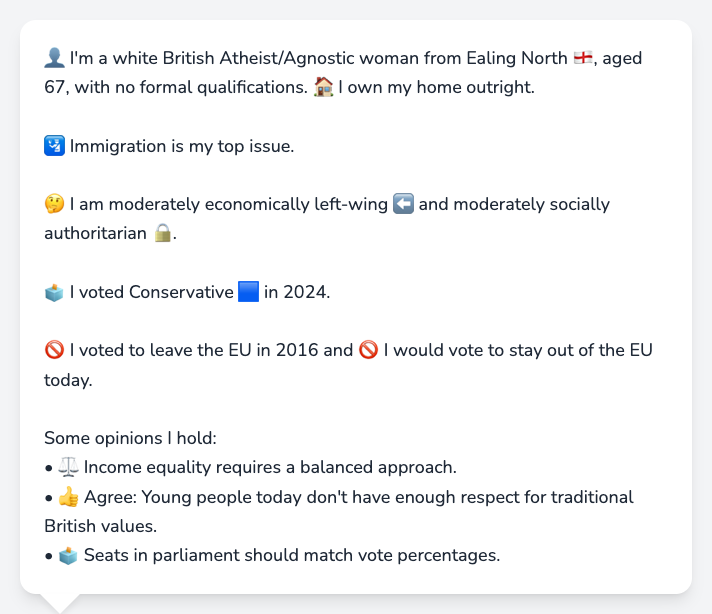 👤 I'm a white British Atheist/Agnostic woman from Ealing North 🏴󠁧󠁢󠁥󠁮󠁧󠁿, aged
67, with no formal qualifications. 🏠 I own my home outright.
🛂 Immigration is my top issue.
🤔 I am moderately economically left-wing ⬅️ and moderately socially
authoritarian 🔒.
🗳️ I voted Conservative 🟦 in 2024.
🚫 I voted to leave the EU in 2016 and 🚫 I would vote to stay out of the EU
today.
Some opinions I hold:
• ⚖️ Income equality requires a balanced approach.
• 👍 Agree: Young people today don't have enough respect for traditional
British values.
• 🗳️ Seats in parliament should match vote percentages.